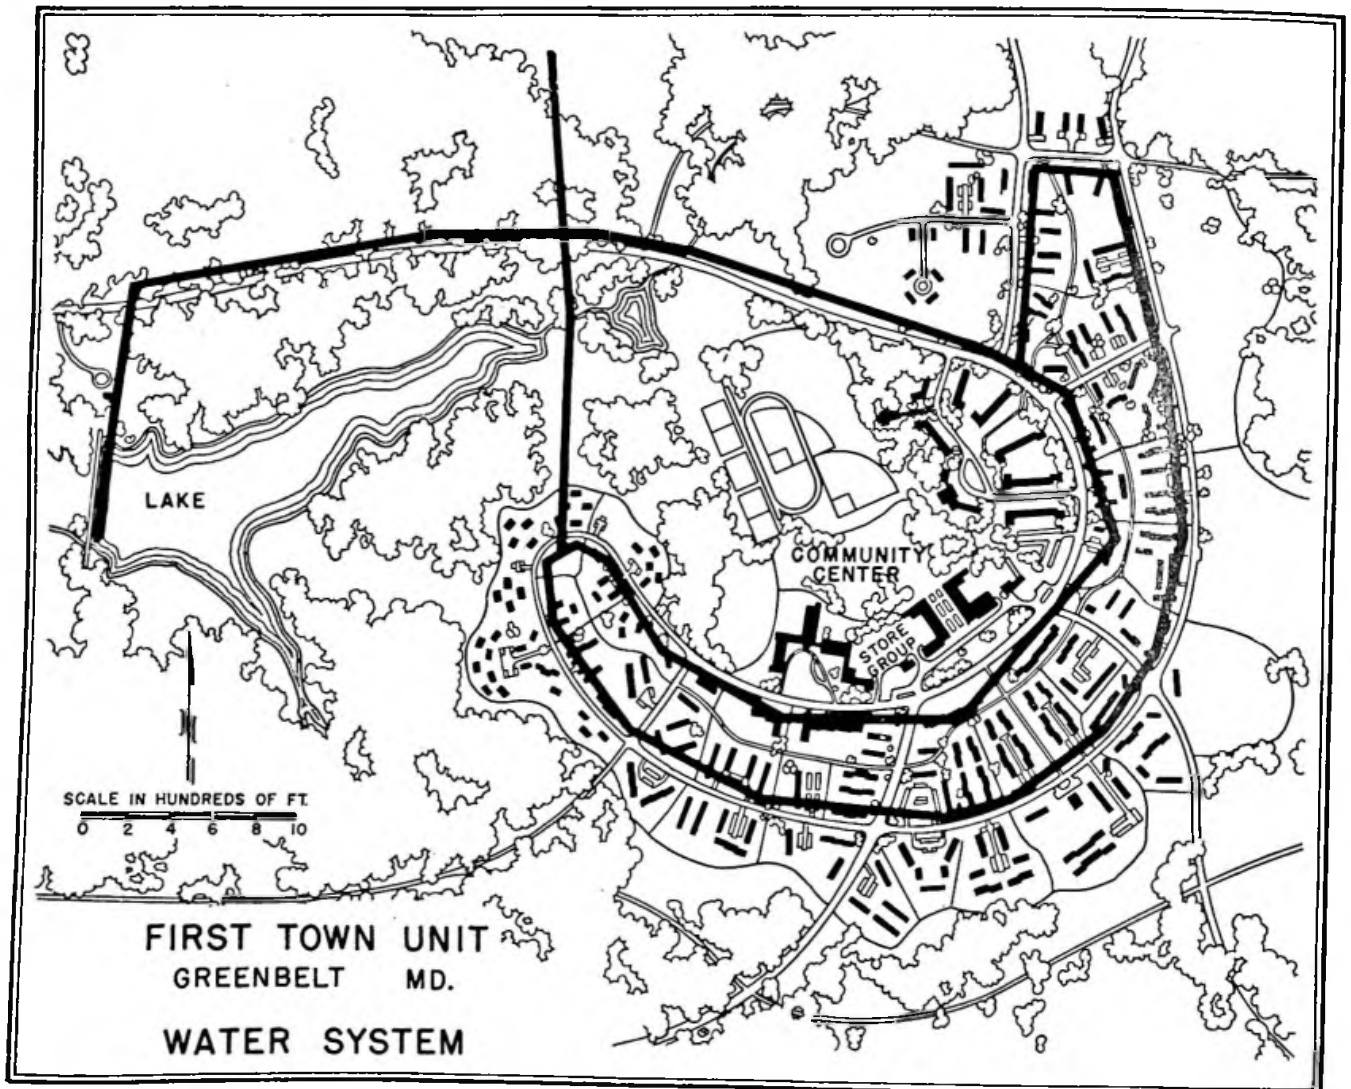 LAKE
COMMUNITY
CENTER
STORE
GROUP
N
SCALE IN HUNDREDS OF FT.
0 2 4 6 8 10
FIRST TOWN UNIT
GREENBELT MD.
WATER SYSTEM